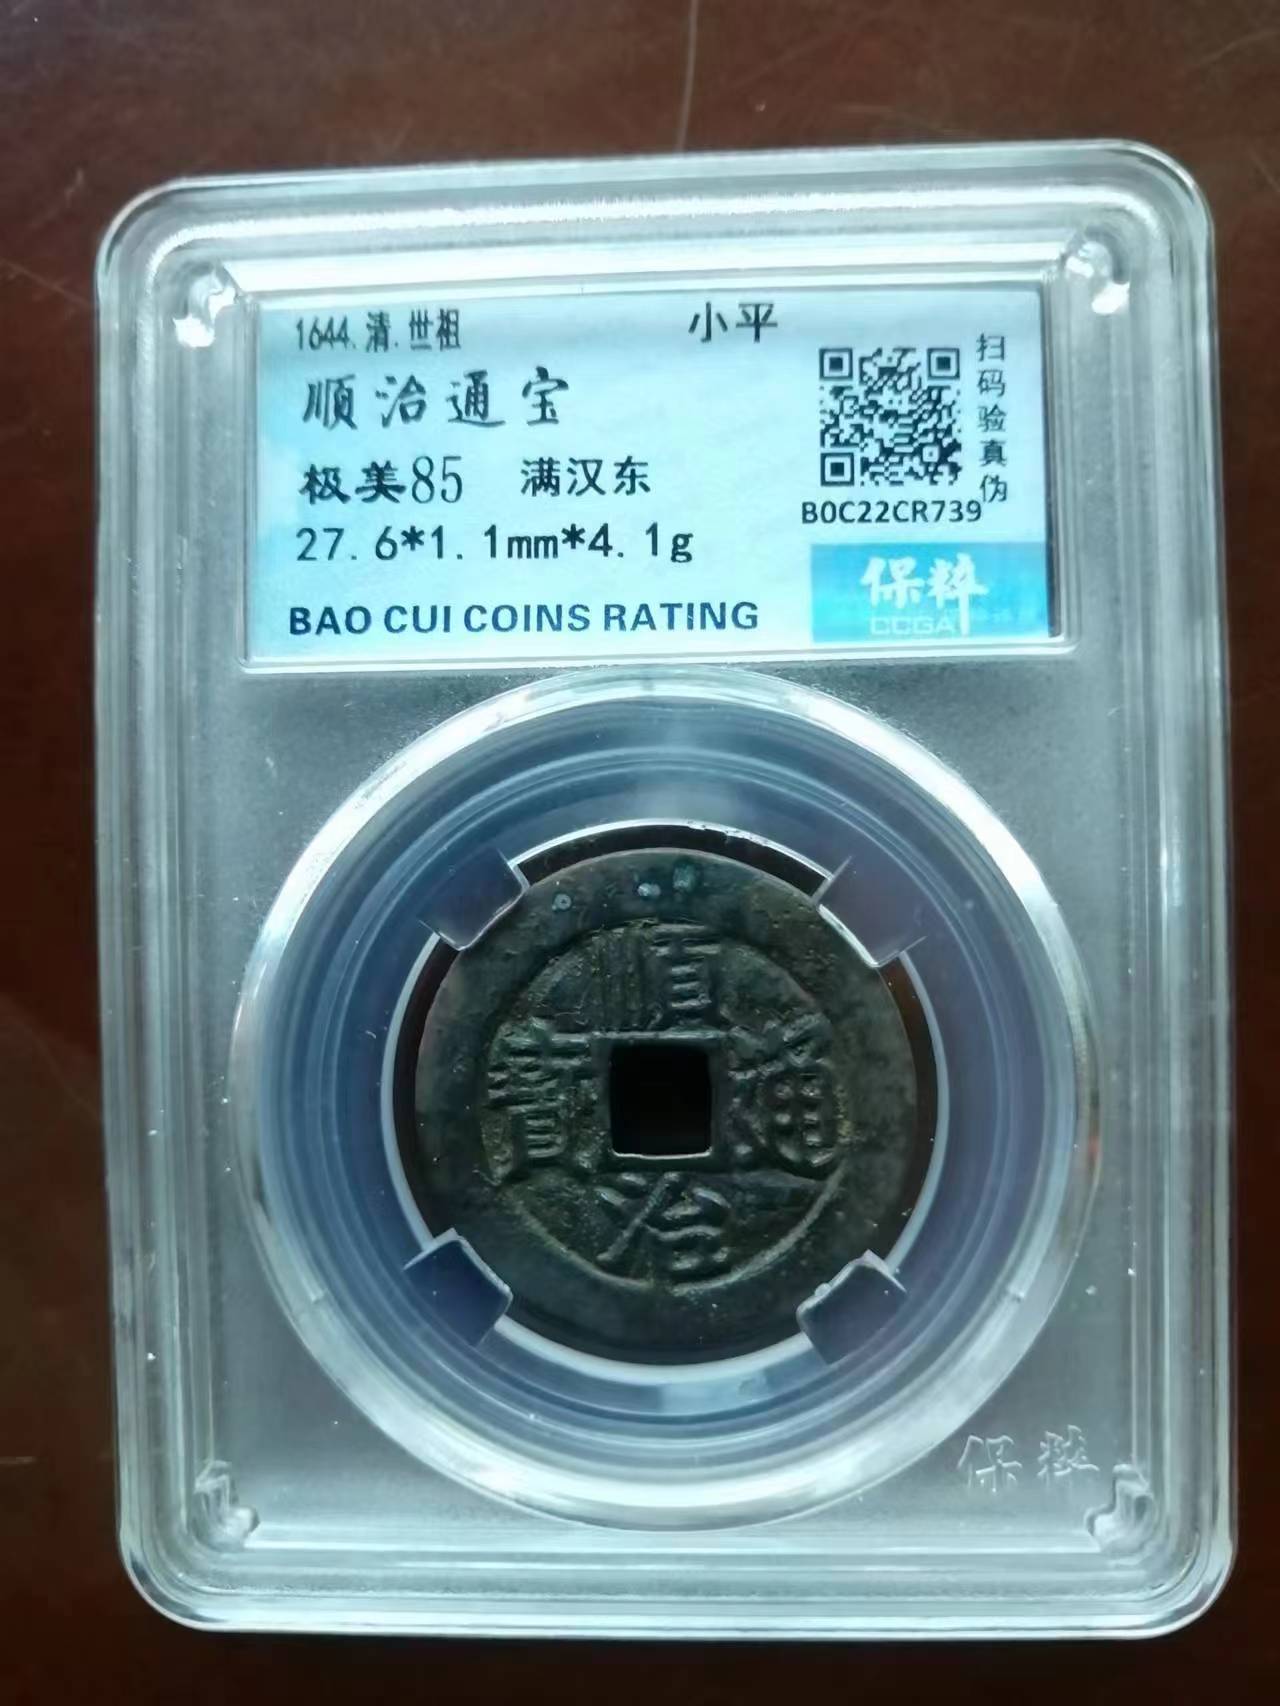 1644.清.世祖
小平
顺治通宝
极美85
满汉东
27.6*1.1mm*4.1g
BAO CUI COINS RATING
扫码验真伪
B0C22CR739
保粹
CCGA
順
寶 通
治
保粹